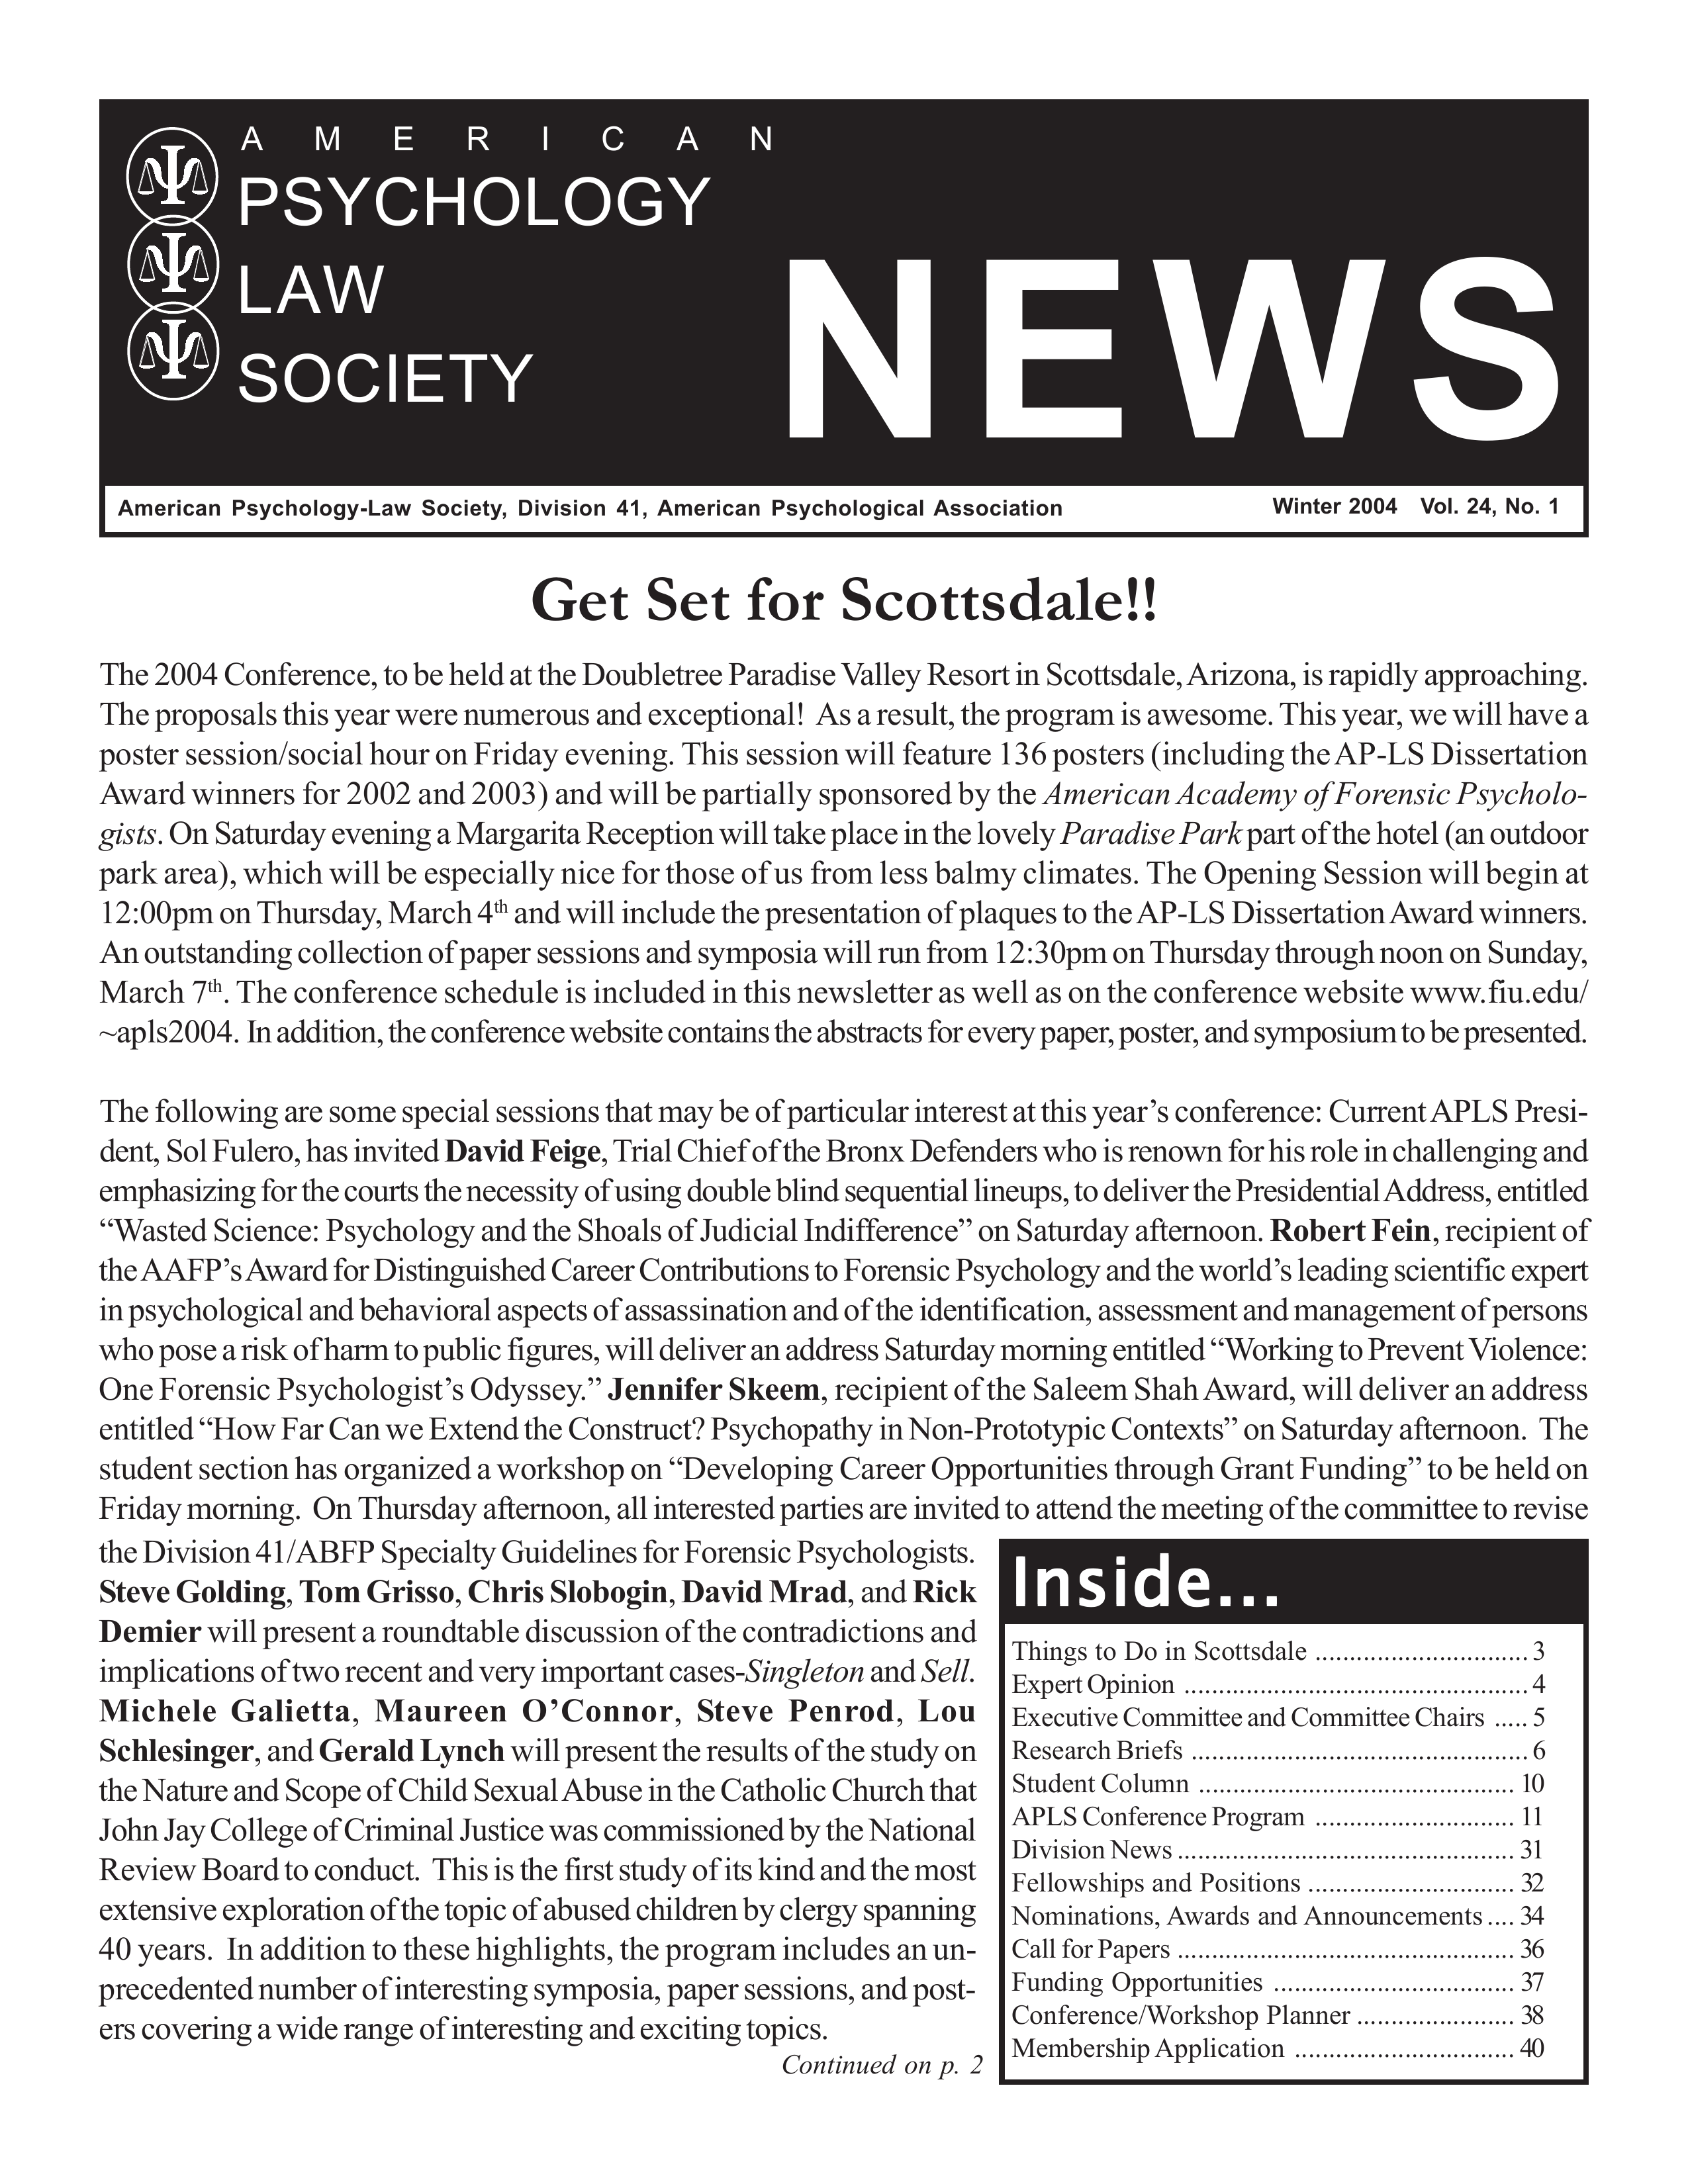 A M E R I C A N
PSYCHOLOGY
LAW
SOCIETY
NEWS
American Psychology-Law Society, Division 41, American Psychological Association
Winter 2004 Vol. 24, No. 1
Get Set for Scottsdale!!
The 2004 Conference, to be held at the Doubletree Paradise Valley Resort in Scottsdale, Arizona, is rapidly approaching.
The proposals this year were numerous and exceptional! As a result, the program is awesome. This year, we will have a
poster session/social hour on Friday evening. This session will feature 136 posters (including the AP-LS Dissertation
Award winners for 2002 and 2003) and will be partially sponsored by the American Academy of Forensic Psycholo-
gists. On Saturday evening a Margarita Reception will take place in the lovely Paradise Park part of the hotel (an outdoor
park area), which will be especially nice for those of us from less balmy climates. The Opening Session will begin at
12:00pm on Thursday, March 4th and will include the presentation of plaques to the AP-LS Dissertation Award winners.
An outstanding collection of paper sessions and symposia will run from 12:30pm on Thursday through noon on Sunday,
March 7th. The conference schedule is included in this newsletter as well as on the conference website www.fiu.edu/
~apls2004. In addition, the conference website contains the abstracts for every paper, poster, and symposium to be presented.
The following are some special sessions that may be of particular interest at this year’s conference: Current APLS Presi-
dent, Sol Fulero, has invited David Feige, Trial Chief of the Bronx Defenders who is renown for his role in challenging and
emphasizing for the courts the necessity of using double blind sequential lineups, to deliver the Presidential Address, entitled
“Wasted Science: Psychology and the Shoals of Judicial Indifference” on Saturday afternoon. Robert Fein, recipient of
the AAFP’s Award for Distinguished Career Contributions to Forensic Psychology and the world’s leading scientific expert
in psychological and behavioral aspects of assassination and of the identification, assessment and management of persons
who pose a risk of harm to public figures, will deliver an address Saturday morning entitled “Working to Prevent Violence:
One Forensic Psychologist’s Odyssey.” Jennifer Skeem, recipient of the Saleem Shah Award, will deliver an address
entitled “How Far Can we Extend the Construct? Psychopathy in Non-Prototypic Contexts” on Saturday afternoon. The
student section has organized a workshop on “Developing Career Opportunities through Grant Funding” to be held on
Friday morning. On Thursday afternoon, all interested parties are invited to attend the meeting of the committee to revise
the Division 41/ABFP Specialty Guidelines for Forensic Psychologists.
Steve Golding, Tom Grisso, Chris Slobogin, David Mrad, and Rick
Demier will present a roundtable discussion of the contradictions and
implications of two recent and very important cases-Singleton and Sell.
Michele Galietta, Maureen O’Connor, Steve Penrod, Lou
Schlesinger, and Gerald Lynch will present the results of the study on
the Nature and Scope of Child Sexual Abuse in the Catholic Church that
John Jay College of Criminal Justice was commissioned by the National
Review Board to conduct. This is the first study of its kind and the most
extensive exploration of the topic of abused children by clergy spanning
40 years. In addition to these highlights, the program includes an un-
precedented number of interesting symposia, paper sessions, and post-
ers covering a wide range of interesting and exciting topics.
Continued on p. 2
Inside...
Things to Do in Scottsdale ............................... 3
Expert Opinion .................................................. 4
Executive Committee and Committee Chairs ..... 5
Research Briefs ................................................. 6
Student Column .............................................. 10
APLS Conference Program ............................. 11
Division News ................................................. 31
Fellowships and Positions .............................. 32
Nominations, Awards and Announcements .... 34
Call for Papers ................................................. 36
Funding Opportunities ................................... 37
Conference/Workshop Planner ....................... 38
Membership Application ................................ 40